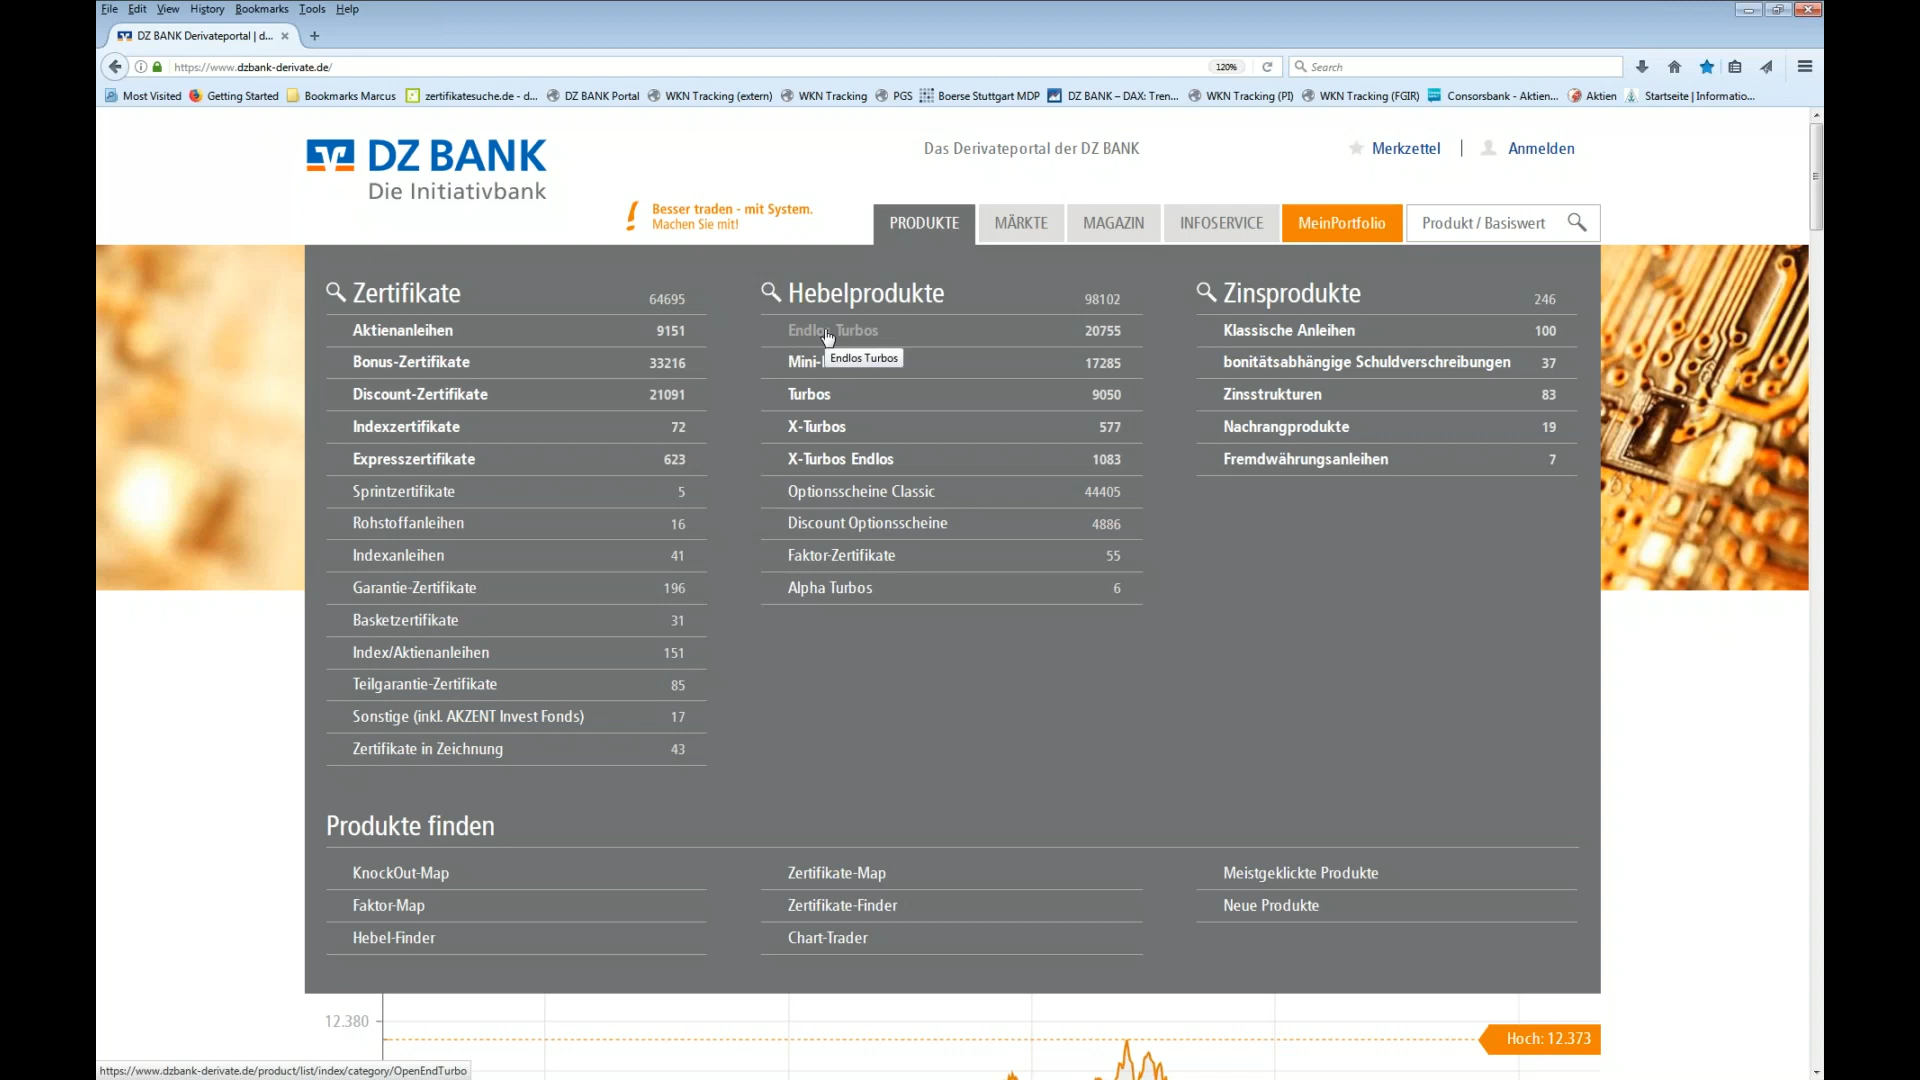 File Edit View History Bookmarks Tools Help
DZ BANK Derivateportal | d...
https://www.dzbank-derivate.de/
120%
Search
Most Visited Getting Started Bookmarks Marcus zertifikatesuche.de - d... DZ BANK Portal WKN Tracking (extern) WKN Tracking PGS Boerse Stuttgart MDP DZ BANK – DAX: Tren... WKN Tracking (PI) WKN Tracking (FGIR) Consorsbank - Aktien... Aktien Startseite | Informatio...
DZ BANK
Die Initiativbank
Das Derivateportal der DZ BANK
Merkzettel | Anmelden
Besser traden - mit System.
Machen Sie mit!
PRODUKTE MÄRKTE MAGAZIN INFOSERVICE MeinPortfolio Produkt / Basiswert
Zertifikate 64695
Aktienanleihen 9151
Bonus-Zertifikate 33216
Discount-Zertifikate 21091
Indexzertifikate 72
Expresszertifikate 623
Sprintzertifikate 5
Rohstoffanleihen 16
Indexanleihen 41
Garantie-Zertifikate 196
Basketzertifikate 31
Index/Aktienanleihen 151
Teilgarantie-Zertifikate 85
Sonstige (inkl. AKZENT Invest Fonds) 17
Zertifikate in Zeichnung 43
Hebelprodukte 98102
Endlos Turbos 20755
Endlos Turbos
Mini- 17285
Turbos 9050
X-Turbos 577
X-Turbos Endlos 1083
Optionsscheine Classic 44405
Discount Optionsscheine 4886
Faktor-Zertifikate 55
Alpha Turbos 6
Zinsprodukte 246
Klassische Anleihen 100
bonitätsabhängige Schuldverschreibungen 37
Zinsstrukturen 83
Nachrangprodukte 19
Fremdwährungsanleihen 7
Produkte finden
KnockOut-Map
Faktor-Map
Hebel-Finder
Zertifikate-Map
Zertifikate-Finder
Chart-Trader
Meistgeklickte Produkte
Neue Produkte
12.380
Hoch: 12.373
https://www.dzbank-derivate.de/product/list/index/category/OpenEndTurbo